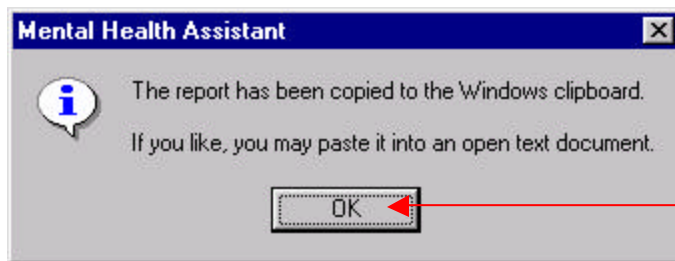 Mental Health Assistant
The report has been copied to the Windows clipboard.
If you like, you may paste it into an open text document.
OK